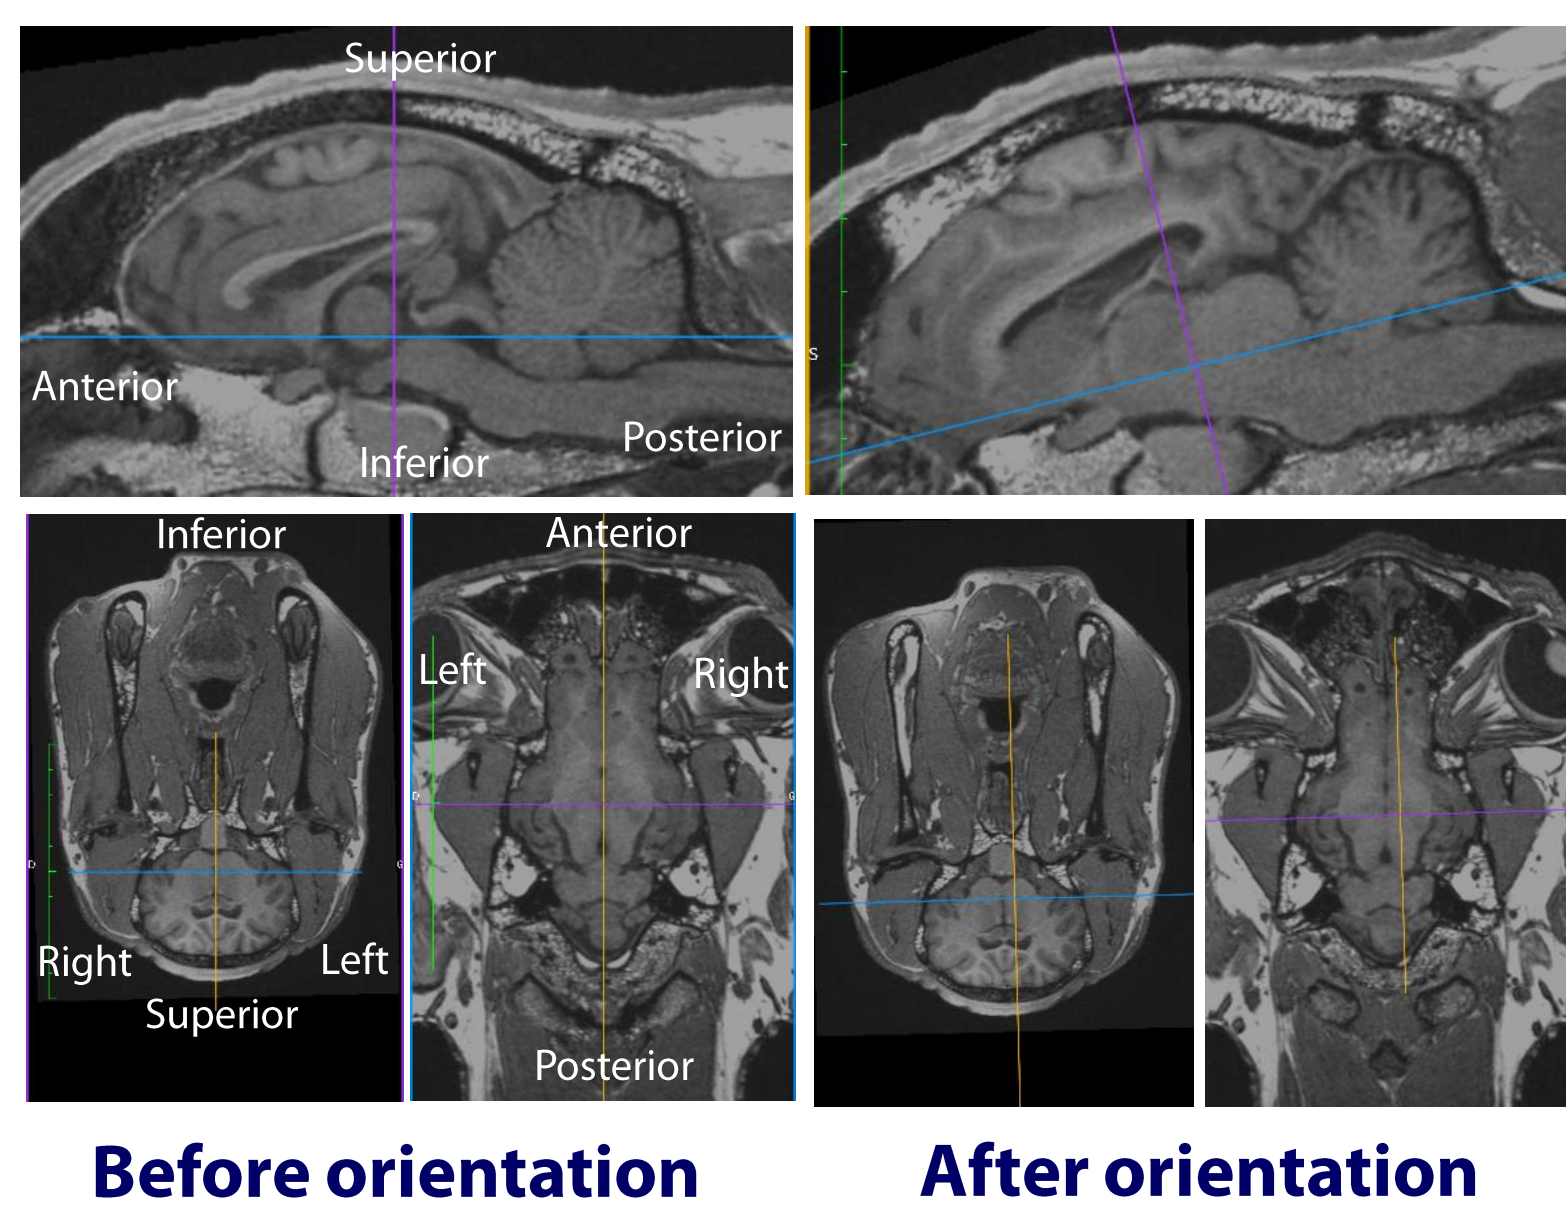 Superior
Anterior
Posterior
Inferior
S
Inferior
D
G
Right
Left
Superior
Anterior
Left
Right
D
G
Posterior
Before orientation
After orientation